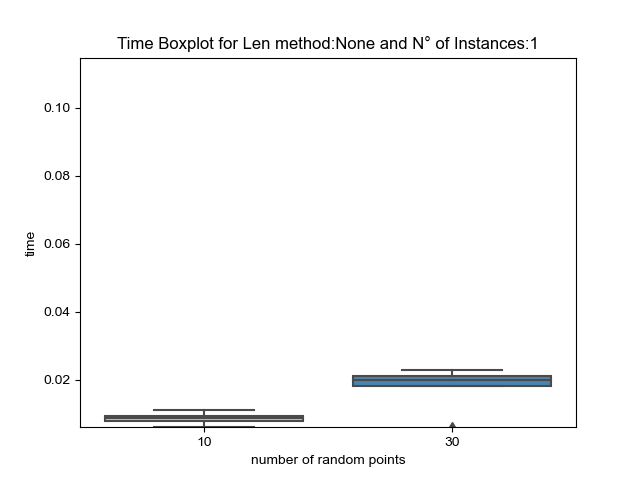 Time Boxplot for Len method:None and N° of Instances:1
0.10
0.08
0.06
0.04
0.02
time
10
30
number of random points